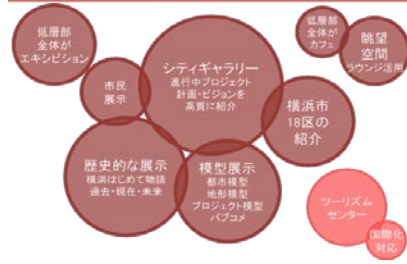 低層部
全体が
エキシビション
市民
展示
シティギャラリー
進行中プロジェクト
計画・ビジョンを
高質に紹介
低層部
全体が
カフェ
眺望
空間
ラウンジ活用
横浜市
18区の
紹介
歴史的な展示
横浜はじめて物語
過去・現在・未来
模型展示
都市模型
地形模型
プロジェクト模型
パブコメ
ツーリズム
センター
国際化
対応